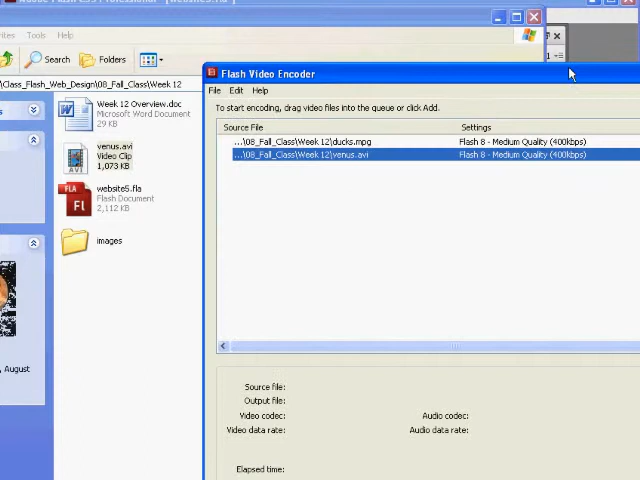 Tools Help
Search Folders
\Class_Flash_Web_Design\08_Fall_Class\Week 12
Week 12 Overview.doc
Microsoft Word Document
29 KB
venus.avi
Video Clip
1,073 KB
AVI
website5.fla
Flash Document
2,112 KB
FLA
Fl
images
, August
Flash Video Encoder
File Edit Help
To start encoding, drag video files into the queue or click Add.
Source File Settings
...\08_Fall_Class\Week 12\ducks.mpg Flash 8 - Medium Quality (400kbps)
...\08_Fall_Class\Week 12\venus.avi Flash 8 - Medium Quality (400kbps)
Source file:
Output file:
Video codec: Audio codec:
Video data rate: Audio data rate:
Elapsed time: